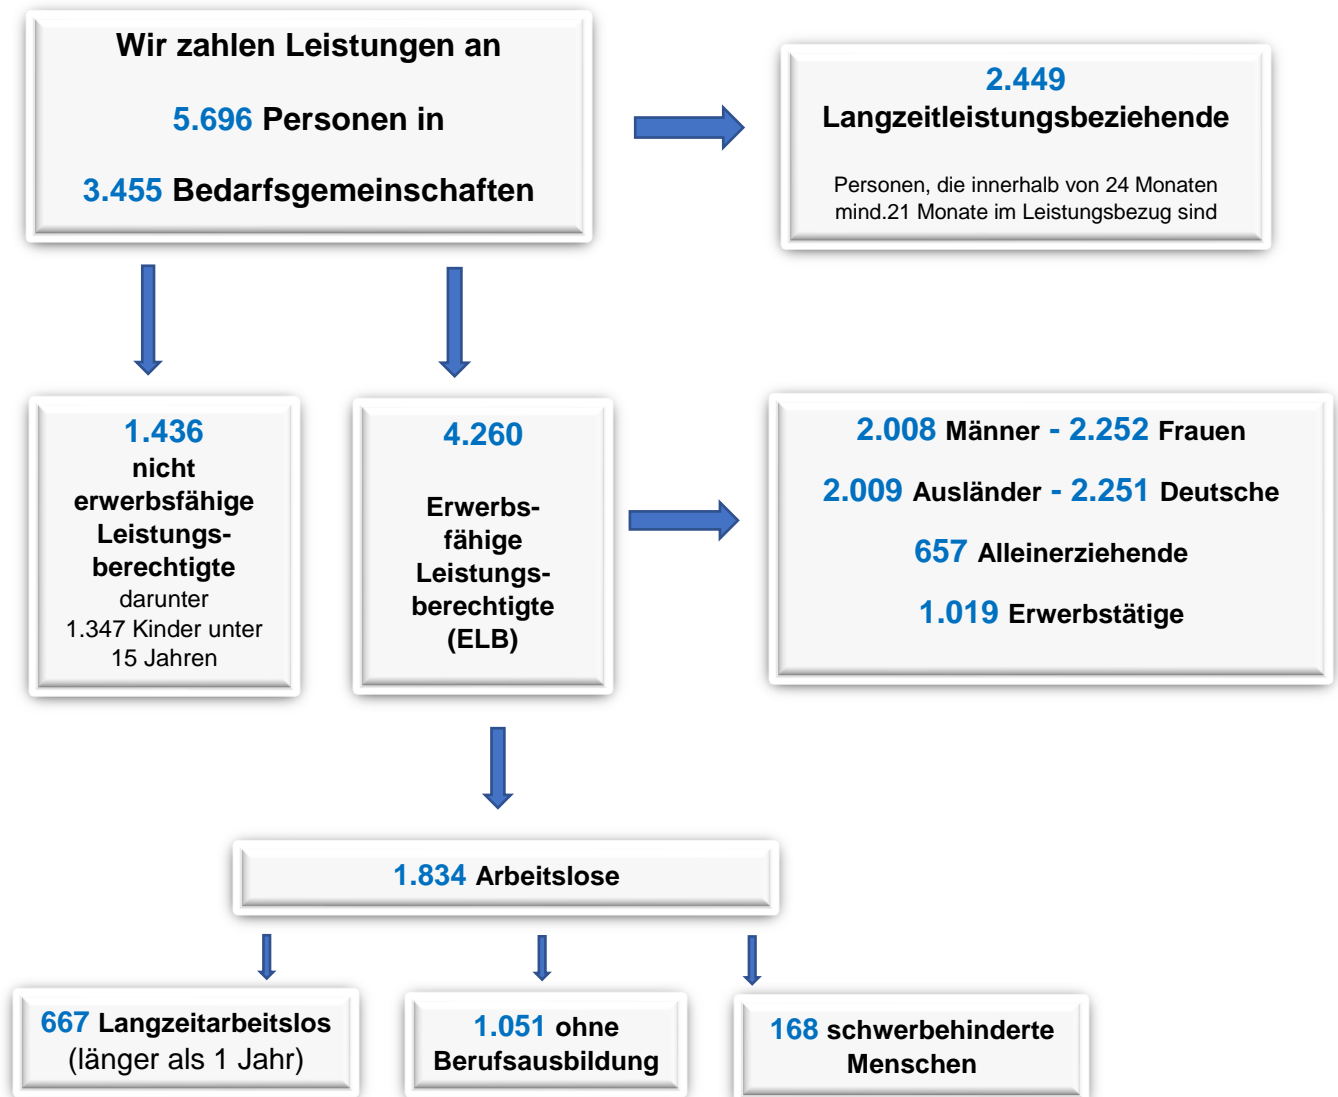 Wir zahlen Leistungen an
5.696 Personen in
3.455 Bedarfsgemeinschaften
2.449
Langzeitleistungsbeziehende
Personen, die innerhalb von 24 Monaten
mind.21 Monate im Leistungsbezug sind
1.436
nicht
erwerbsfähige
Leistungs-
berechtigte
darunter
1.347 Kinder unter
15 Jahren
4.260
Erwerbs-
fähige
Leistungs-
berechtigte
(ELB)
2.008 Männer - 2.252 Frauen
2.009 Ausländer - 2.251 Deutsche
657 Alleinerziehende
1.019 Erwerbstätige
1.834 Arbeitslose
667 Langzeitarbeitslos
(länger als 1 Jahr)
1.051 ohne
Berufsausbildung
168 schwerbehinderte
Menschen